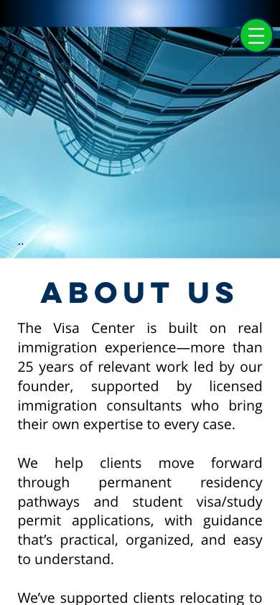 ..
ABOUT US
The Visa Center is built on real
immigration experience—more than
25 years of relevant work led by our
founder, supported by licensed
immigration consultants who bring
their own expertise to every case.
We help clients move forward
through permanent residency
pathways and student visa/study
permit applications, with guidance
that's practical, organized, and easy
to understand.
We've supported clients relocating to